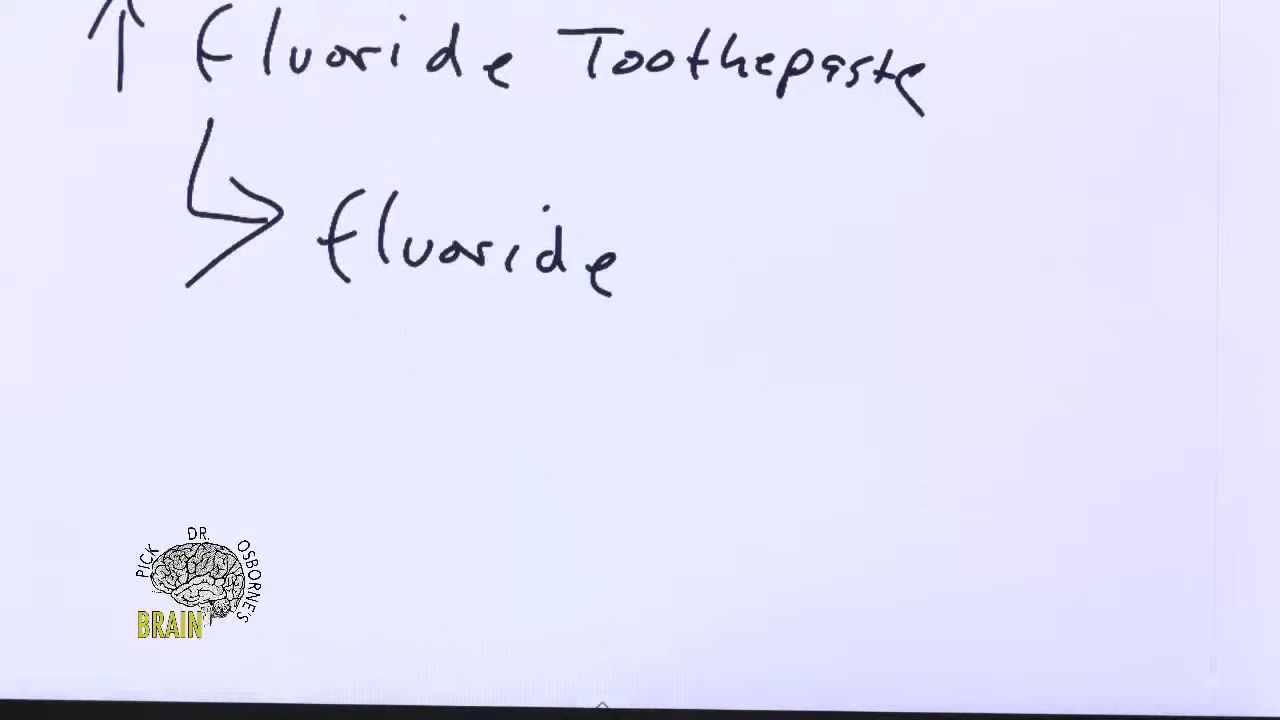 ↑ Fluoride Toothepaste
↳ Fluoride
PICK DR. OSBORNE'S
BRAIN